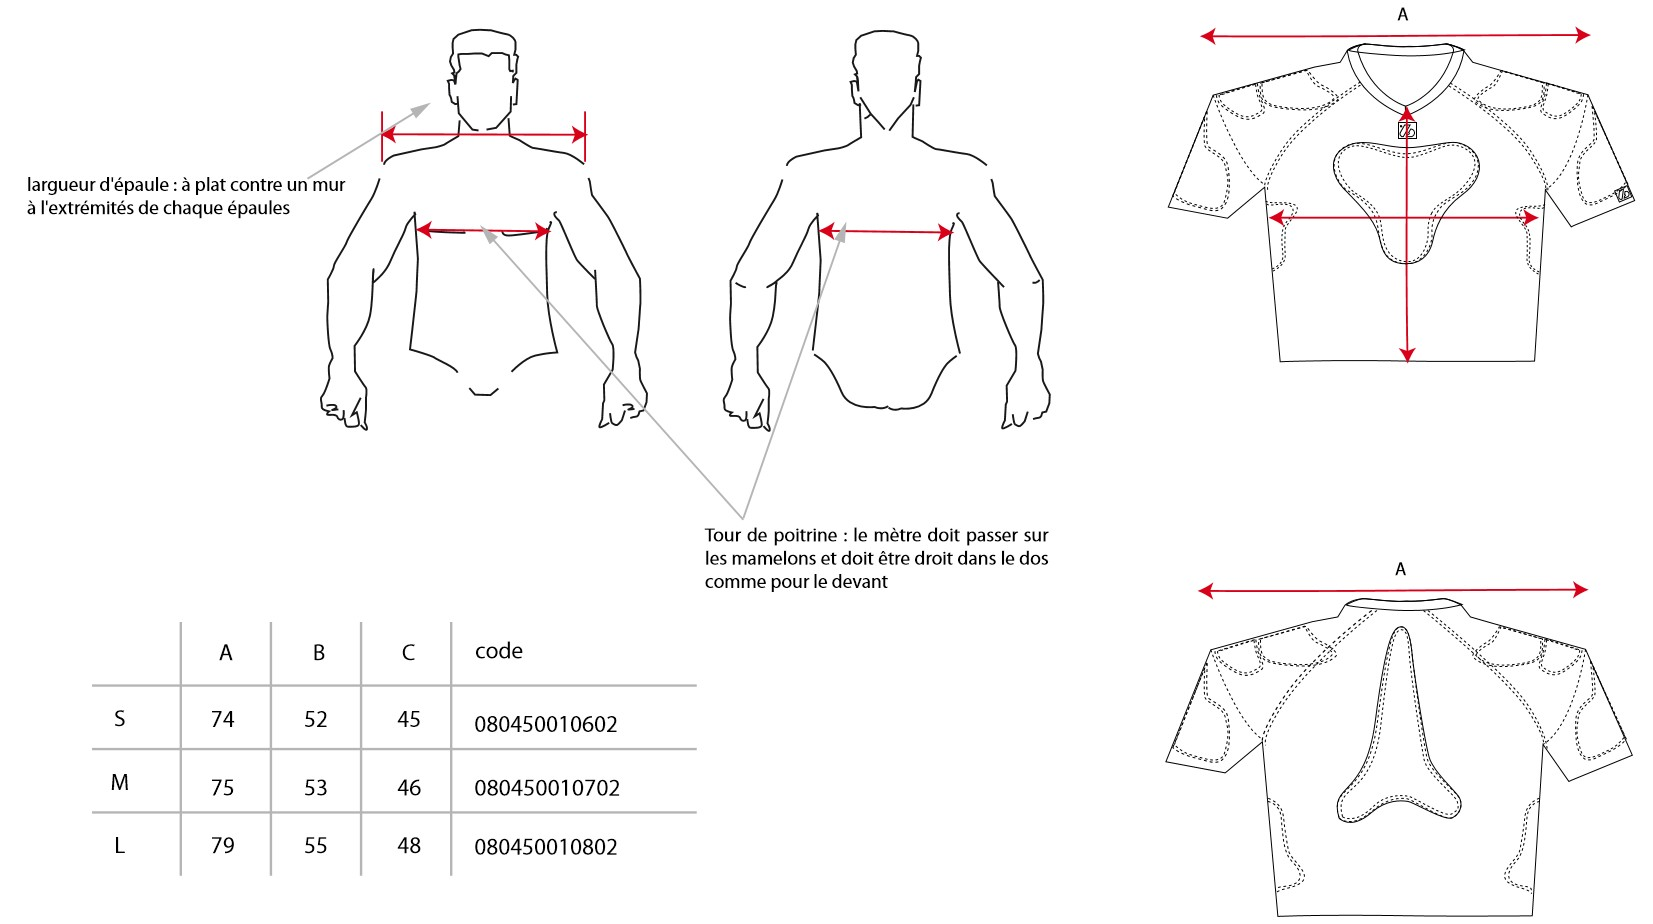 A
largueur d'épaule : à plat contre un mur
à l'extrémités de chaque épaules
Tour de poitrine : le mètre doit passer sur
les mamelons et doit être droit dans le dos
comme pour le devant
A
A B C code
S 74 52 45 080450010602
M 75 53 46 080450010702
L 79 55 48 080450010802